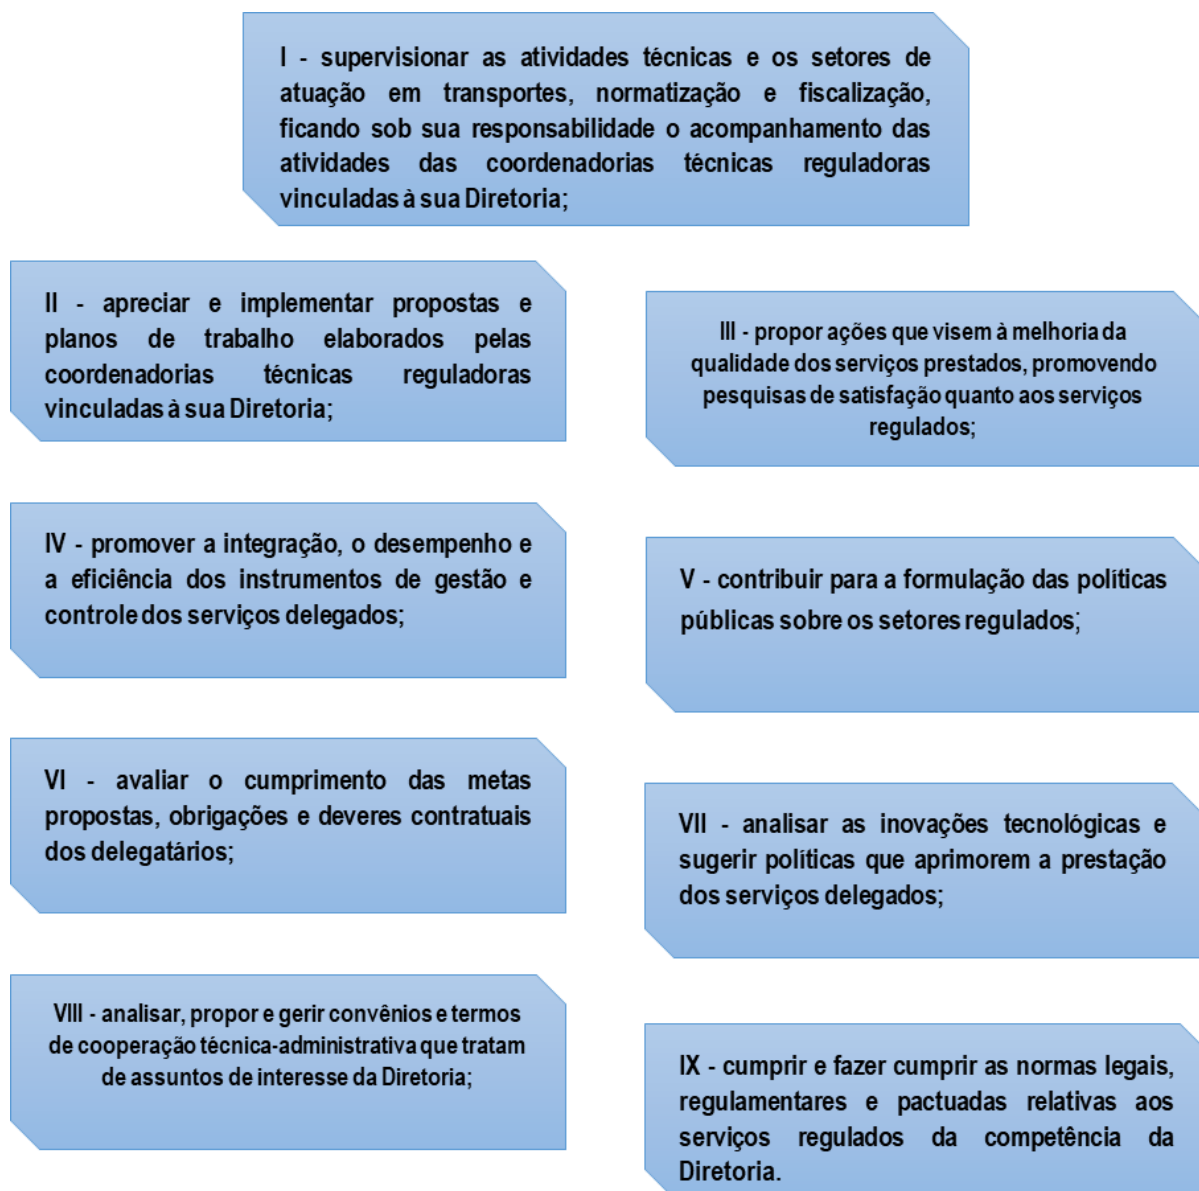 I - supervisionar as atividades técnicas e os setores de
atuação em transportes, normatização e fiscalização,
ficando sob sua responsabilidade o acompanhamento das
atividades das coordenadorias técnicas reguladoras
vinculadas à sua Diretoria;
II - apreciar e implementar propostas e
planos de trabalho elaborados pelas
coordenadorias técnicas reguladoras
vinculadas à sua Diretoria;
III - propor ações que visem à melhoria da
qualidade dos serviços prestados, promovendo
pesquisas de satisfação quanto aos serviços
regulados;
IV - promover a integração, o desempenho e
a eficiência dos instrumentos de gestão e
controle dos serviços delegados;
V - contribuir para a formulação das políticas
públicas sobre os setores regulados;
VI - avaliar o cumprimento das metas
propostas, obrigações e deveres contratuais
dos delegatários;
VII - analisar as inovações tecnológicas e
sugerir políticas que aprimorem a prestação
dos serviços delegados;
VIII - analisar, propor e gerir convênios e termos
de cooperação técnica-administrativa que tratam
de assuntos de interesse da Diretoria;
IX - cumprir e fazer cumprir as normas legais,
regulamentares e pactuadas relativas aos
serviços regulados da competência da
Diretoria.